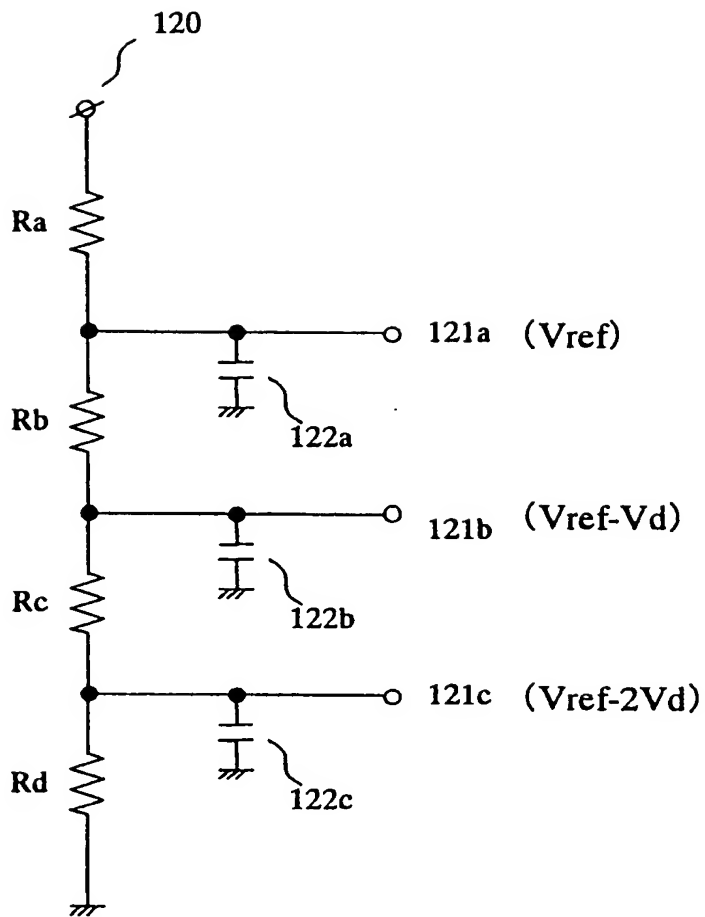 120
Ra
121a (Vref)
122a
Rb
121b (Vref-Vd)
122b
Rc
121c (Vref-2Vd)
122c
Rd